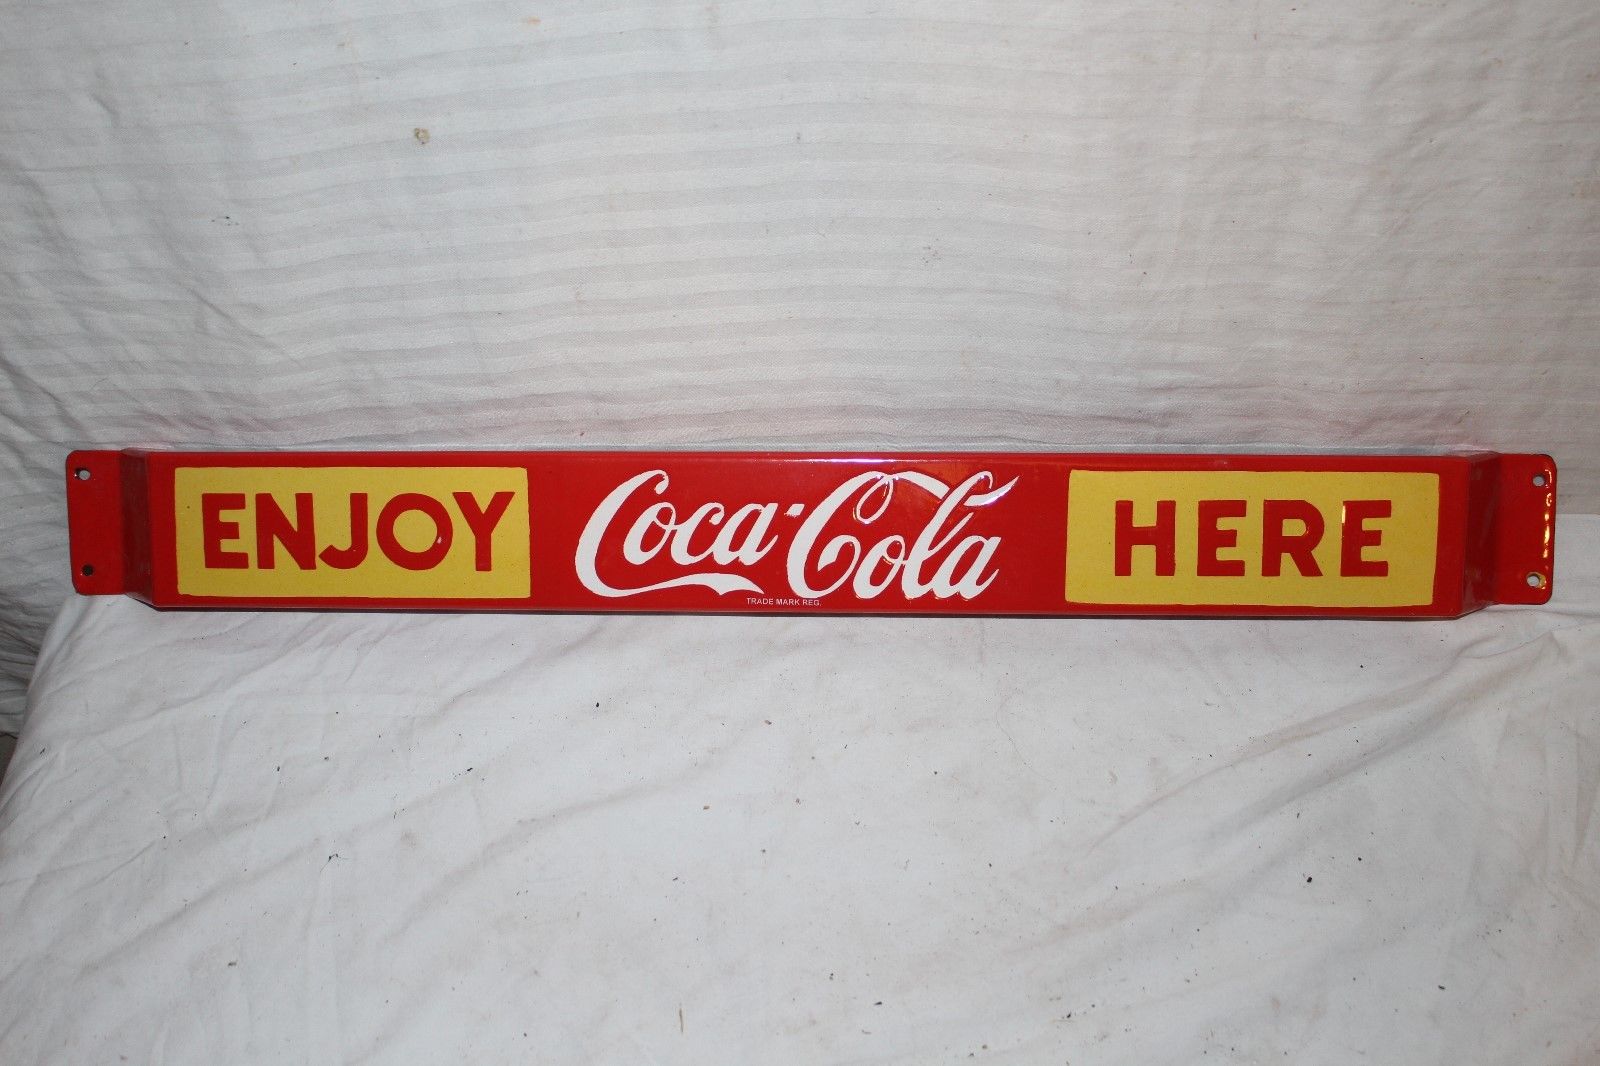 ENJOY Coca-Cola HERE
TRADE MARK REG.